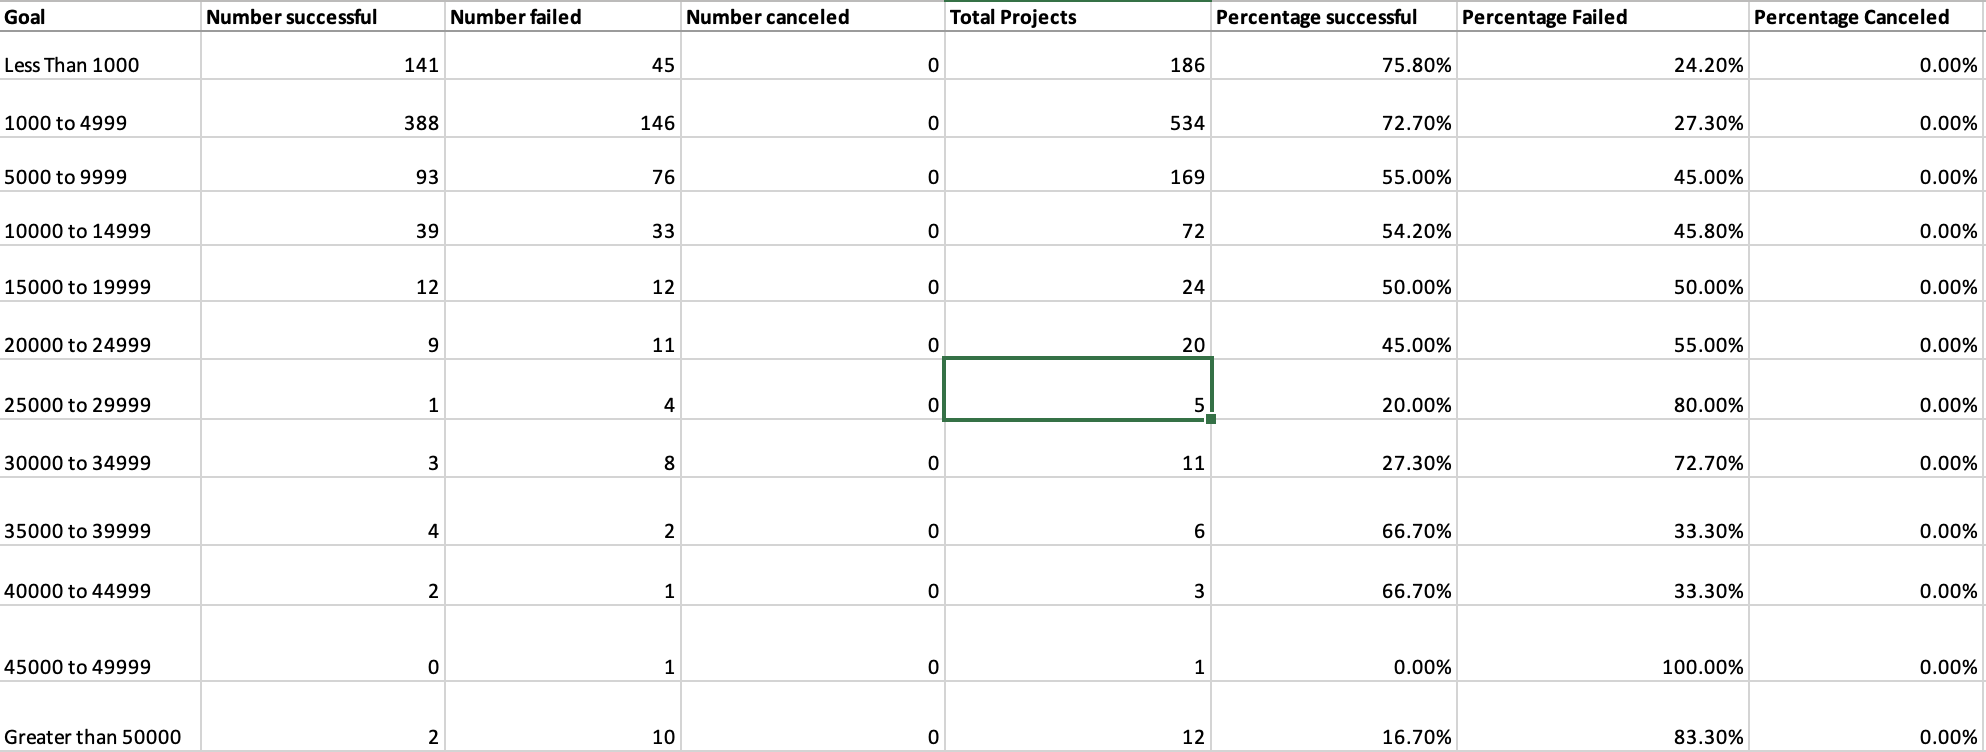 Goal Number successful Number failed Number canceled Total Projects Percentage successful Percentage Failed Percentage Canceled
Less Than 1000 141 45 0 186 75.80% 24.20% 0.00%
1000 to 4999 388 146 0 534 72.70% 27.30% 0.00%
5000 to 9999 93 76 0 169 55.00% 45.00% 0.00%
10000 to 14999 39 33 0 72 54.20% 45.80% 0.00%
15000 to 19999 12 12 0 24 50.00% 50.00% 0.00%
20000 to 24999 9 11 0 20 45.00% 55.00% 0.00%
25000 to 29999 1 4 0 5 20.00% 80.00% 0.00%
30000 to 34999 3 8 0 11 27.30% 72.70% 0.00%
35000 to 39999 4 2 0 6 66.70% 33.30% 0.00%
40000 to 44999 2 1 0 3 66.70% 33.30% 0.00%
45000 to 49999 0 1 0 1 0.00% 100.00% 0.00%
Greater than 50000 2 10 0 12 16.70% 83.30% 0.00%